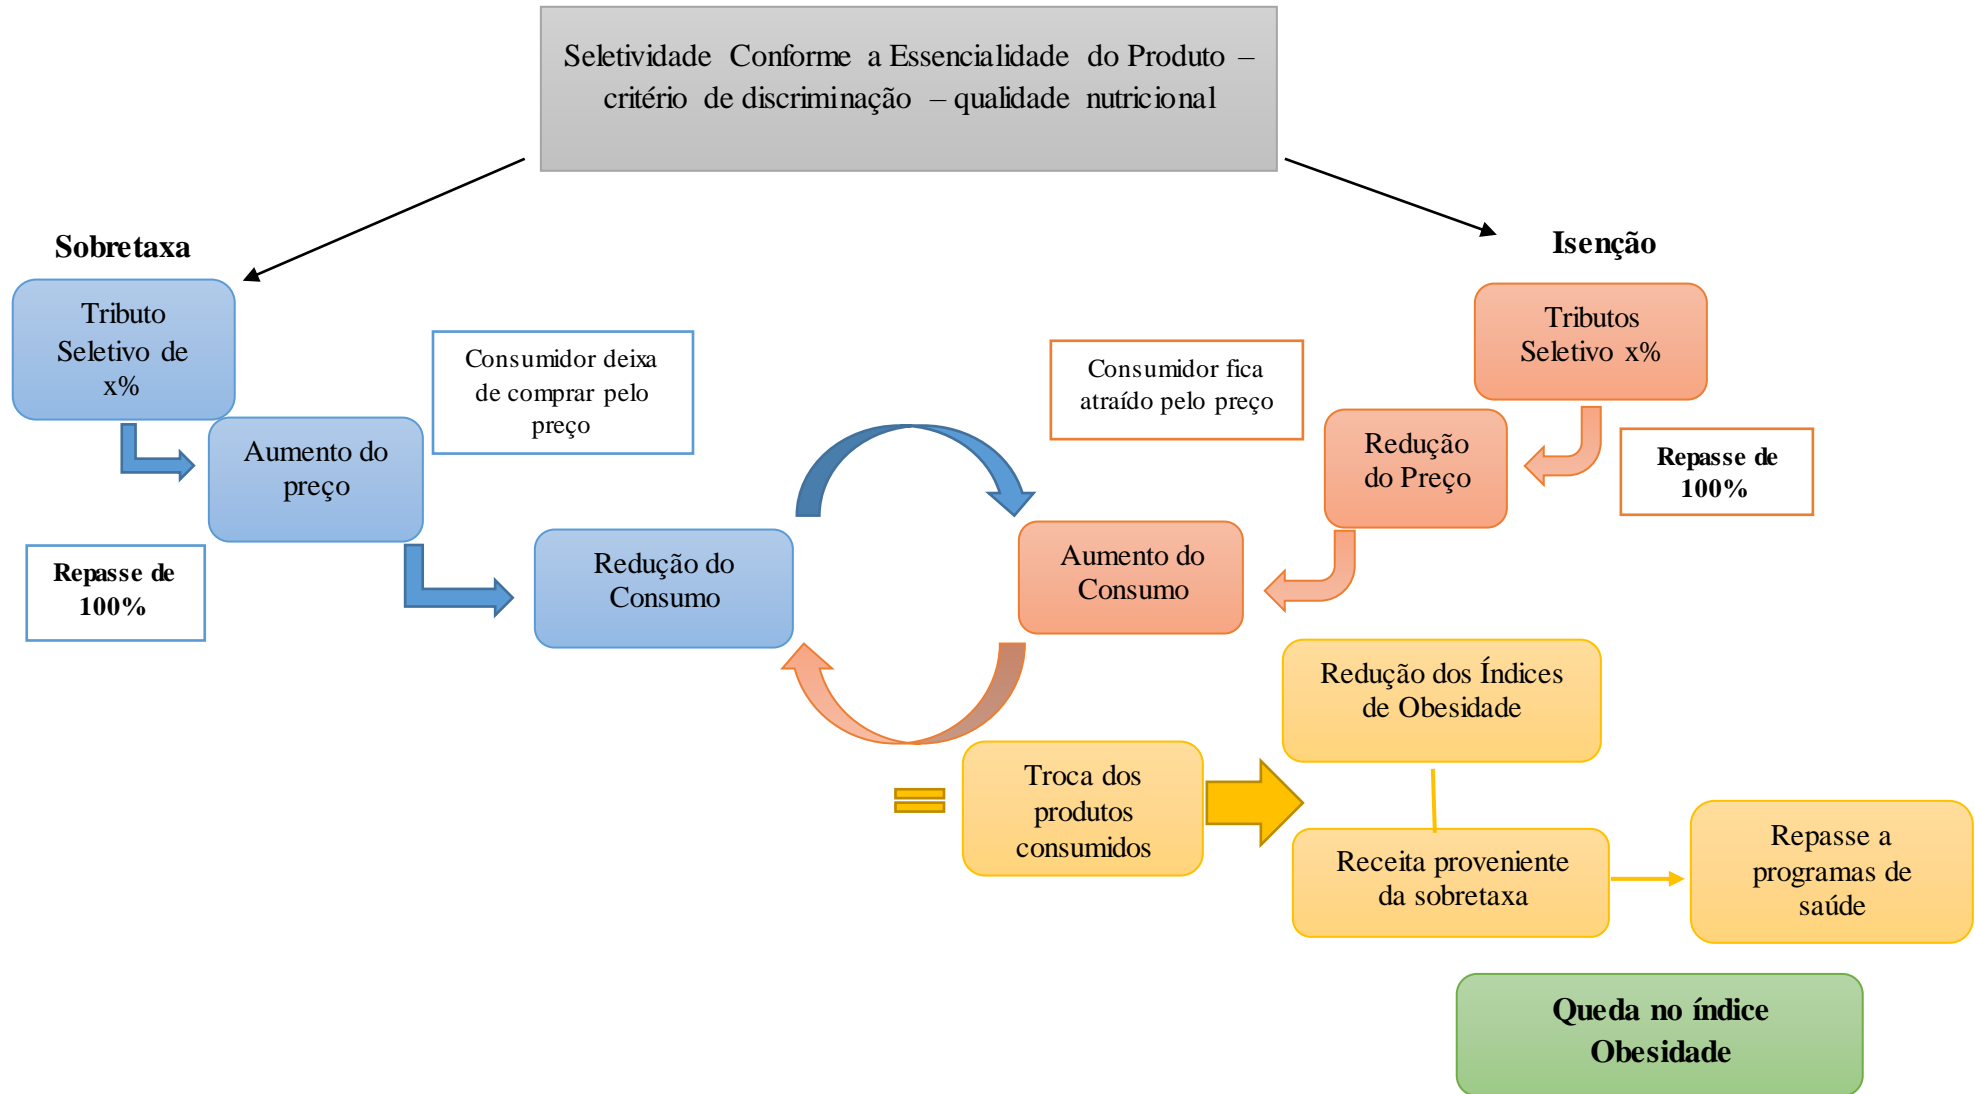 Seletividade Conforme a Essencialidade do Produto –
critério de discriminação – qualidade nutricional
Sobretaxa
Isenção
Tributo
Seletivo de
x%
Tributos
Seletivo x%
Consumidor deixa
de comprar pelo
preço
Consumidor fica
atraído pelo preço
Aumento do
preço
Redução
do Preço
Repasse de
100%
Repasse de
100%
Redução do
Consumo
Aumento do
Consumo
Redução dos Índices
de Obesidade
Troca dos
produtos
consumidos
Receita proveniente
da sobretaxa
Repasse a
programas de
saúde
Queda no índice
Obesidade